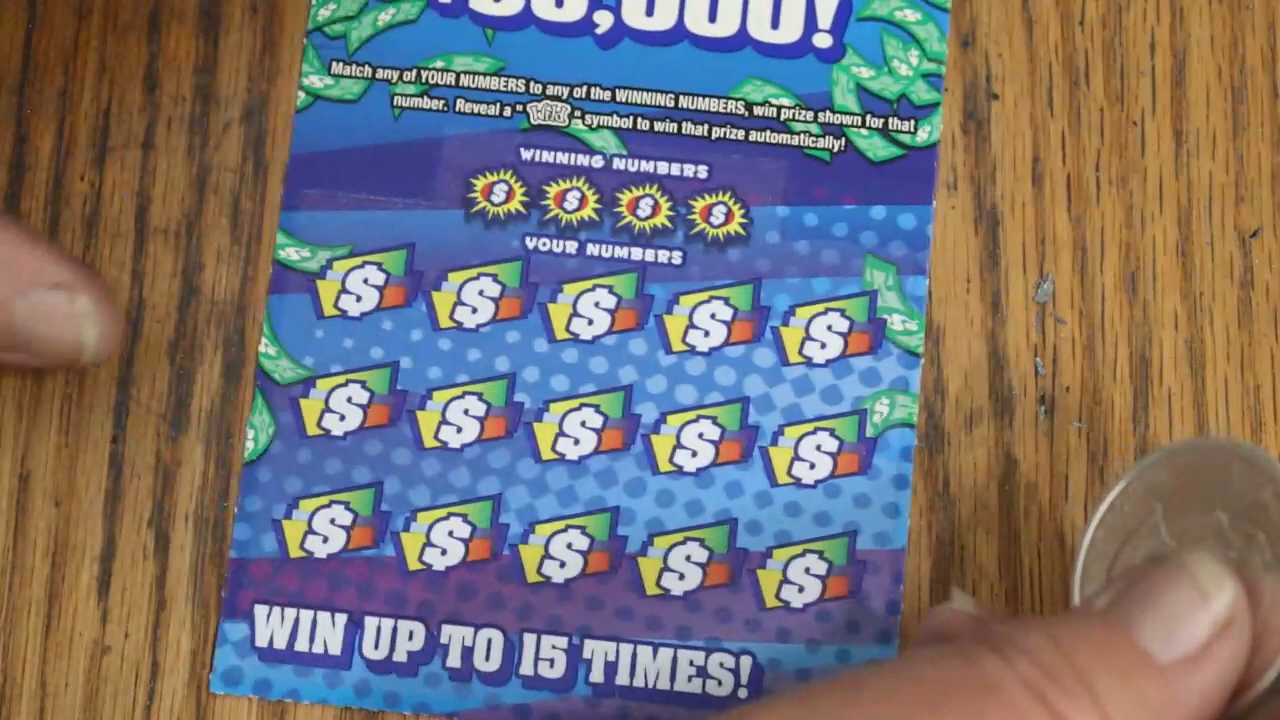 Match any of YOUR NUMBERS to any of the WINNING NUMBERS, win prize shown for that
number. Reveal a "Wild" symbol to win that prize automatically!
WINNING NUMBERS
$ $ $ $
YOUR NUMBERS
$ $ $ $ $
$ $ $ $ $
$ $ $ $ $
WIN UP TO 15 TIMES!